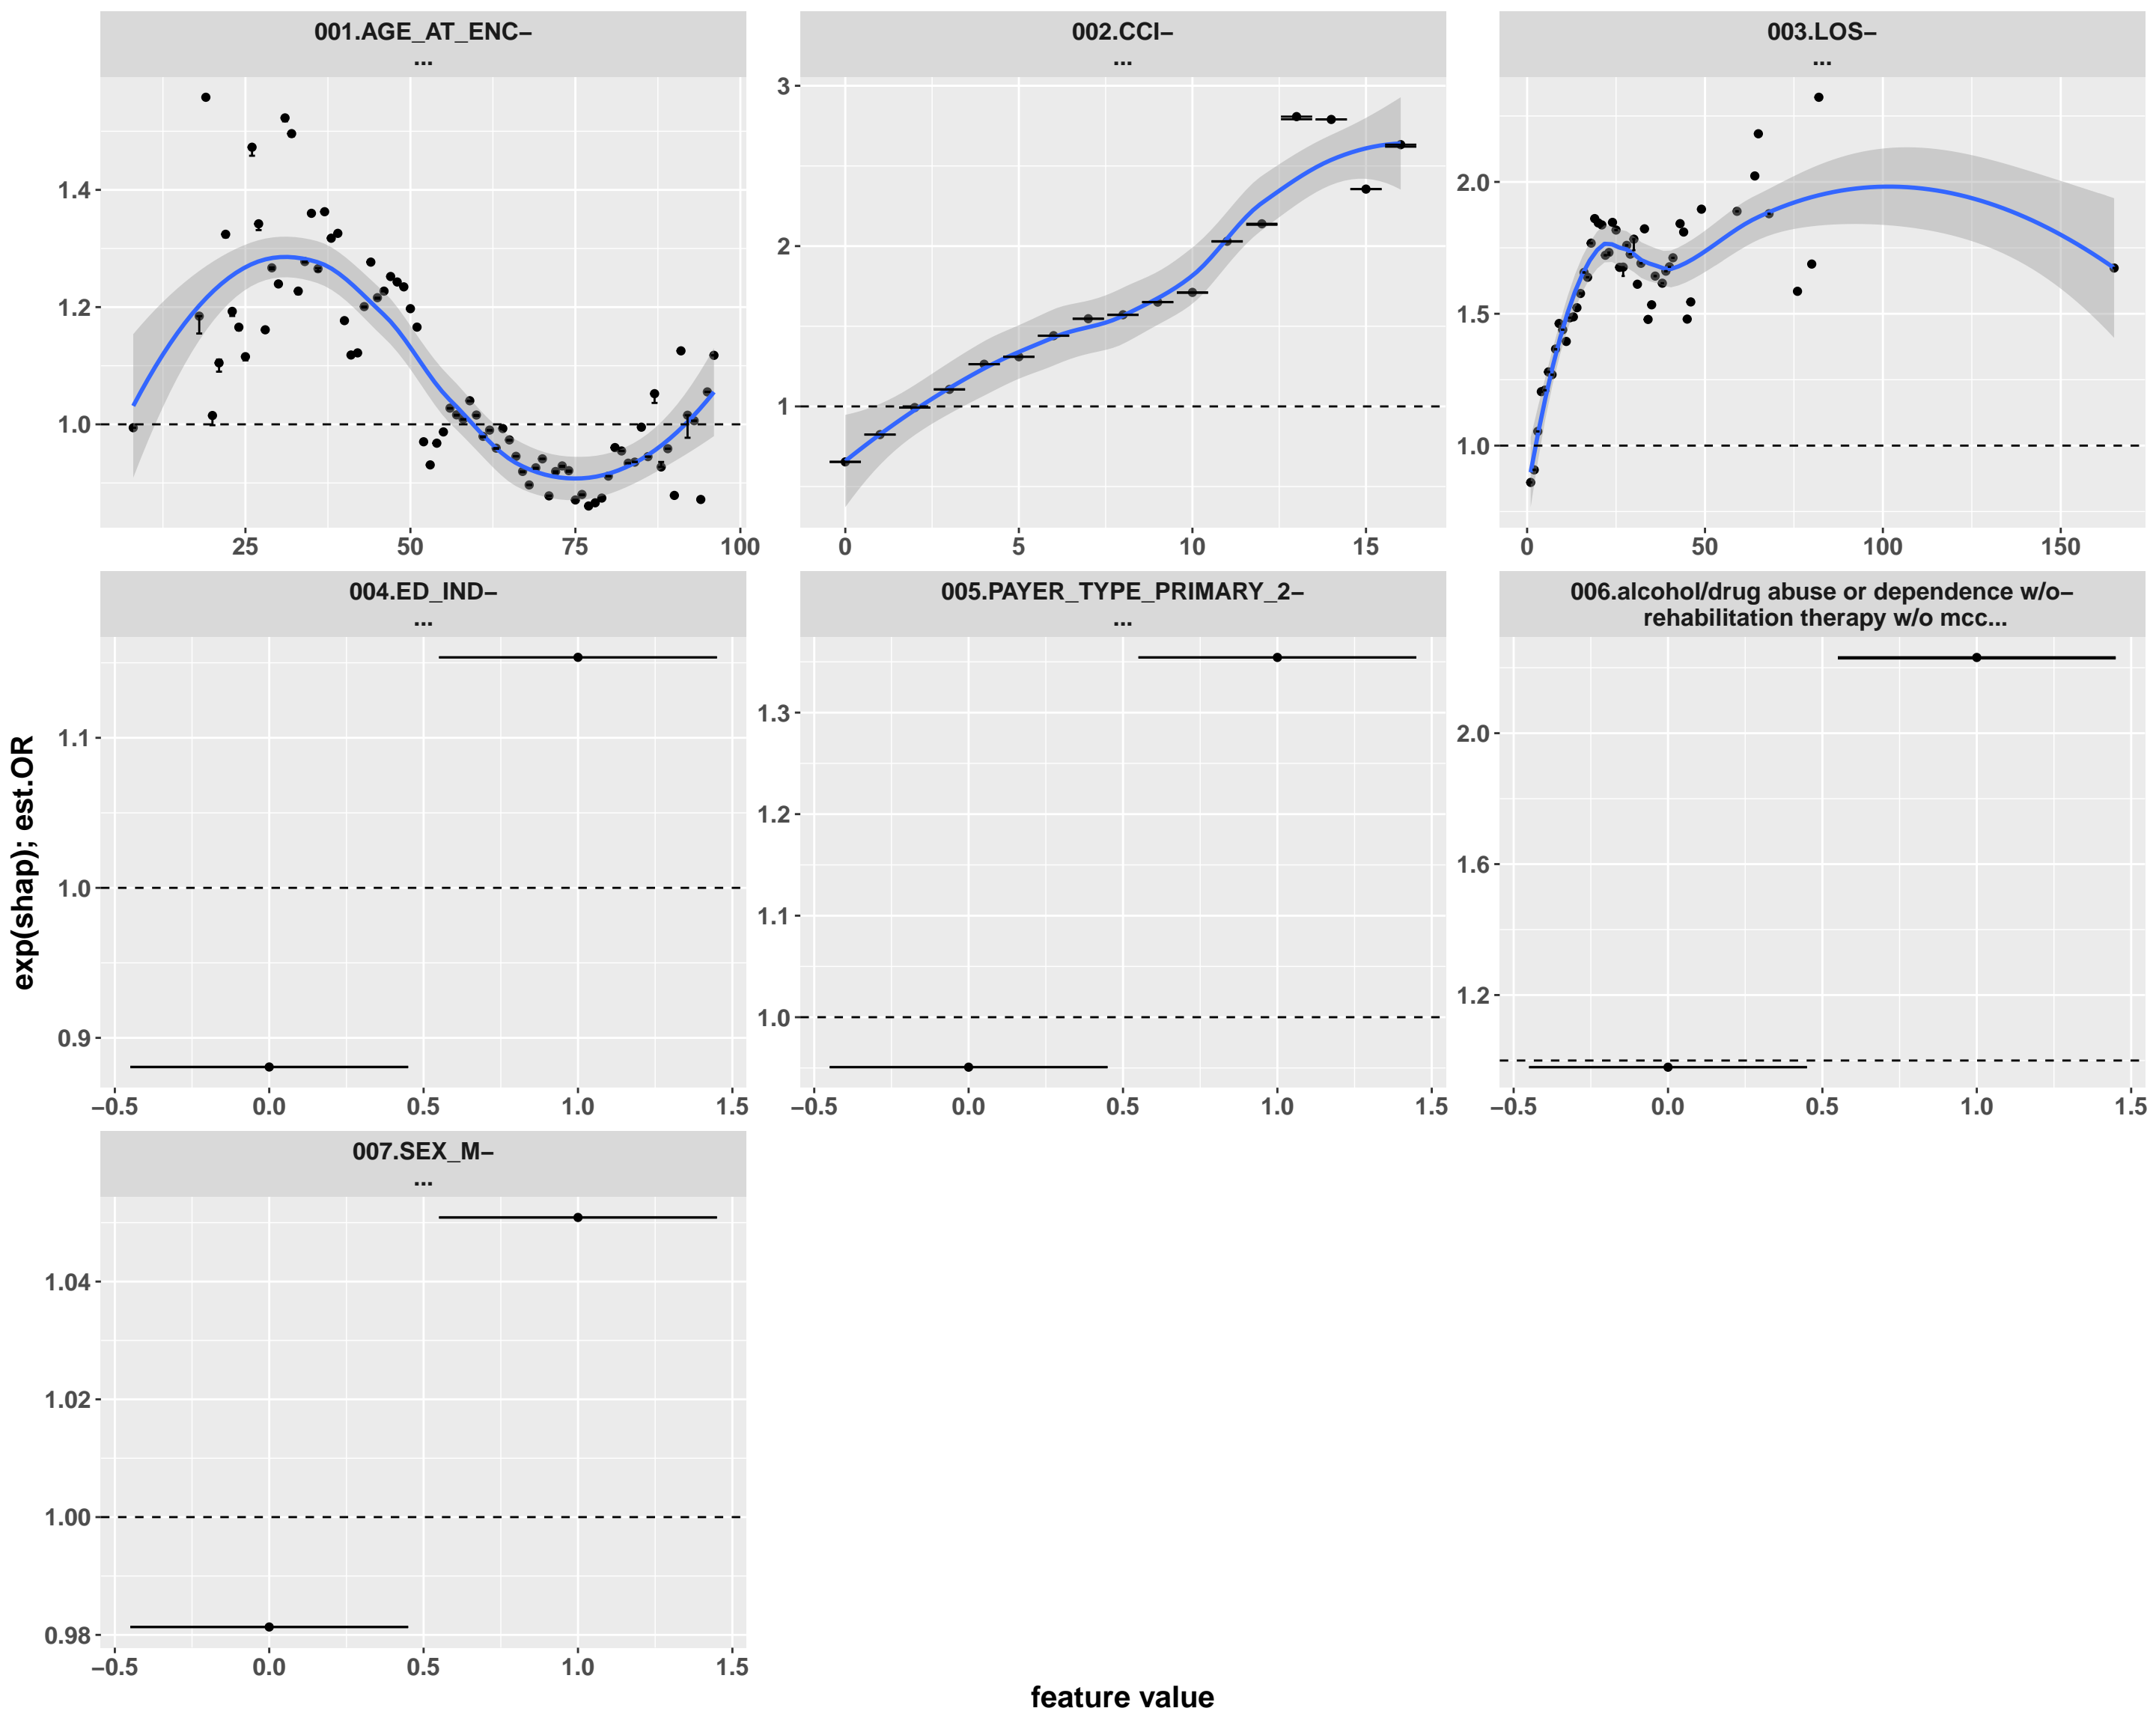 001.AGE_AT_ENC–
...
002.CCI–
...
003.LOS–
...
1.4
1.2
1.0
25 50 75 100
3
2
1
0 5 10 15
2.0
1.5
1.0
0 50 100 150
004.ED_IND–
...
005.PAYER_TYPE_PRIMARY_2–
...
006.alcohol/drug abuse or dependence w/o–
rehabilitation therapy w/o mcc...
1.1
1.0
0.9
−0.5 0.0 0.5 1.0 1.5
1.3
1.2
1.1
1.0
−0.5 0.0 0.5 1.0 1.5
2.0
1.6
1.2
−0.5 0.0 0.5 1.0 1.5
exp(shap); est.OR
007.SEX_M–
...
1.04
1.02
1.00
0.98
−0.5 0.0 0.5 1.0 1.5
feature value